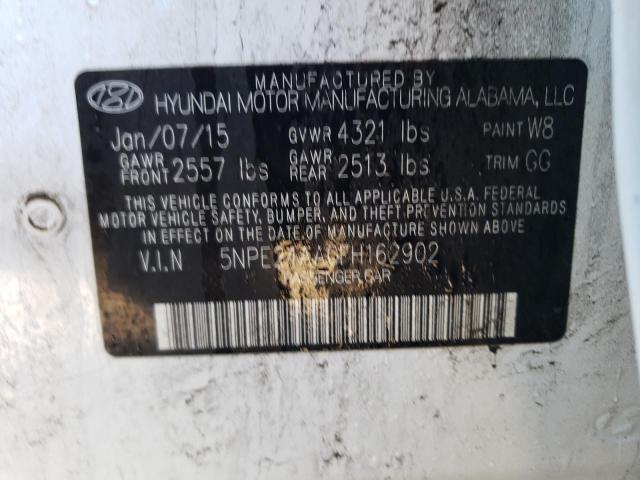 MANUFACTURED BY
HYUNDAI MOTOR MANUFACTURING ALABAMA, LLC
Jan/07/15 GVWR 4321 lbs PAINT W8
GAWR FRONT 2557 lbs GAWR REAR 2513 lbs TRIM GG
THIS VEHICLE CONFORMS TO ALL APPLICABLE U.S.A. FEDERAL
MOTOR VEHICLE SAFETY, BUMPER, AND THEFT PREVENTION STANDARDS
IN EFFECT ON THE DATE OF MANUFACTURE SHOWN ABOVE.
V.I.N
PASSENGER CAR